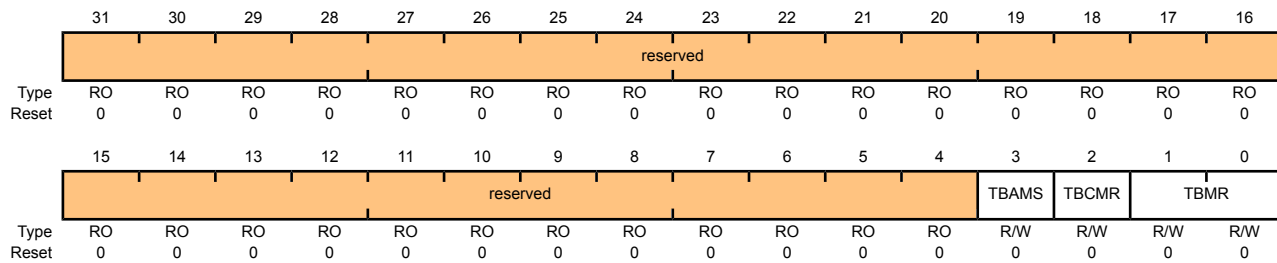 31 30 29 28 27 26 25 24 23 22 21 20 19 18 17 16
reserved
Type RO RO RO RO RO RO RO RO RO RO RO RO RO RO RO RO
Reset 0 0 0 0 0 0 0 0 0 0 0 0 0 0 0 0
15 14 13 12 11 10 9 8 7 6 5 4 3 2 1 0
reserved TBAMS TBCMR TBMR
Type RO RO RO RO RO RO RO RO RO RO RO RO R/W R/W R/W R/W
Reset 0 0 0 0 0 0 0 0 0 0 0 0 0 0 0 0